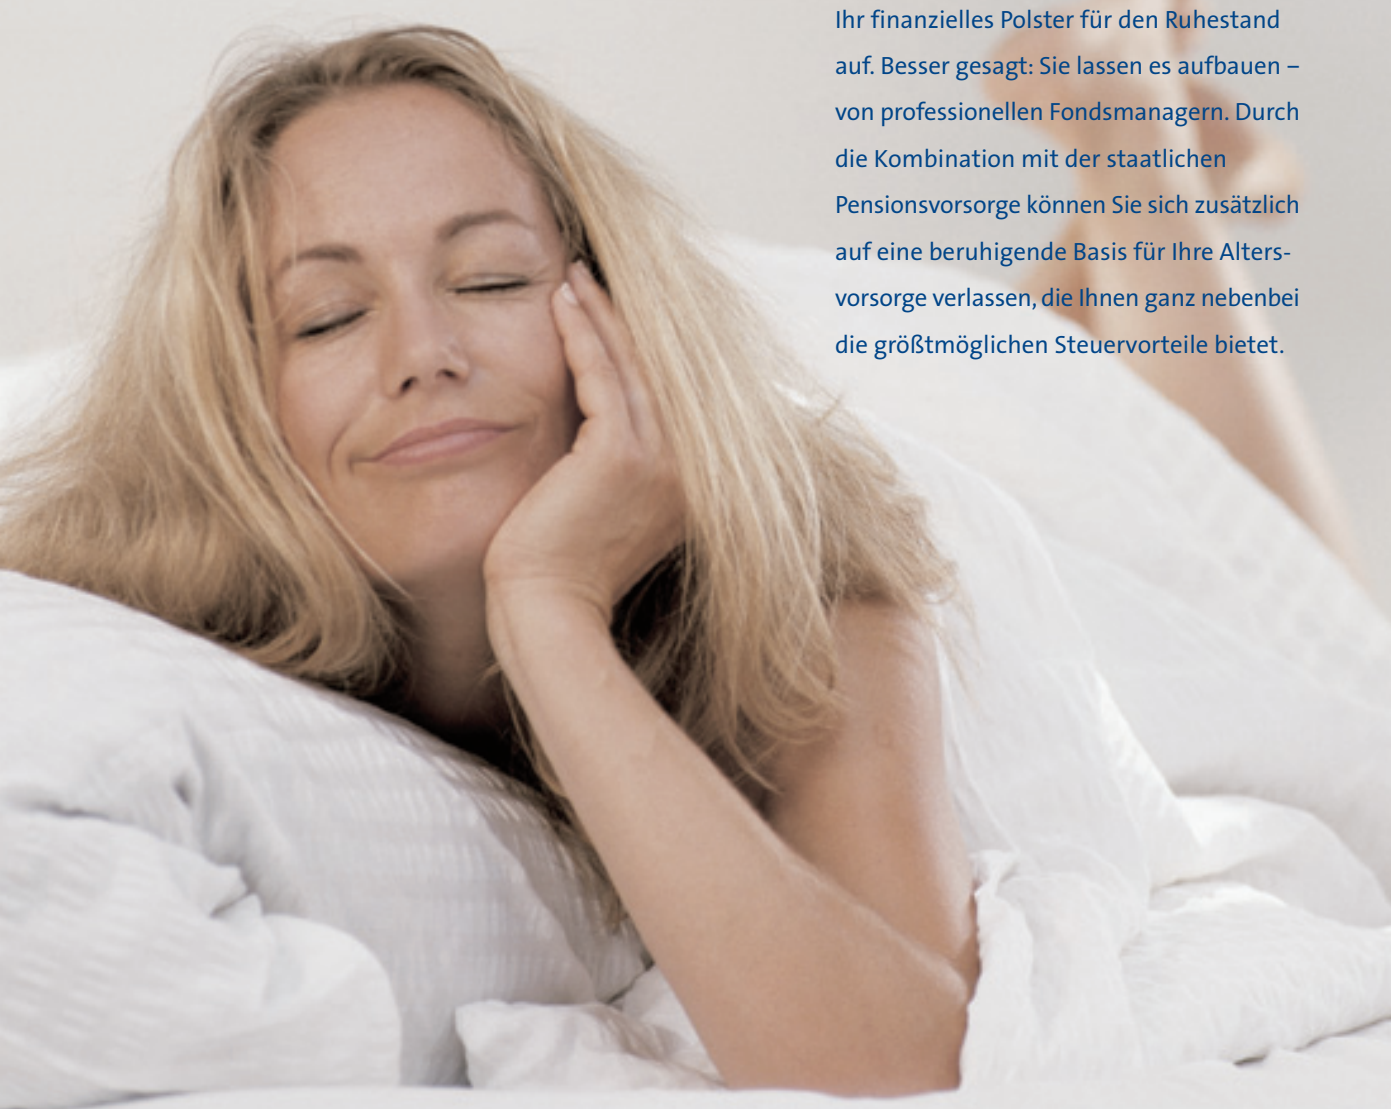 Ihr finanzielles Polster für den Ruhestand
auf. Besser gesagt: Sie lassen es aufbauen –
von professionellen Fondsmanagern. Durch
die Kombination mit der staatlichen
Pensionsvorsorge können Sie sich zusätzlich
auf eine beruhigende Basis für Ihre Alters-
vorsorge verlassen, die Ihnen ganz nebenbei
die größtmöglichen Steuervorteile bietet.